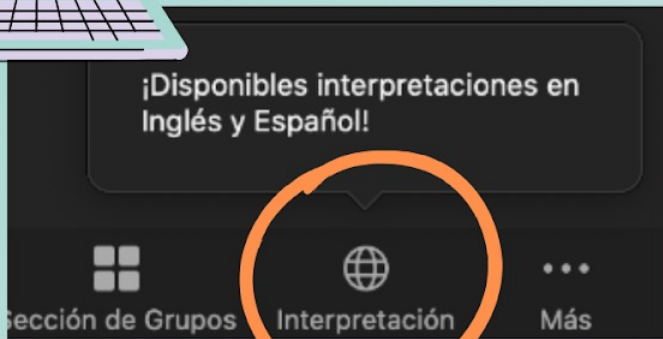 ¡Disponibles interpretaciones en
Inglés y Español!
Sección de Grupos
Interpretación
Más